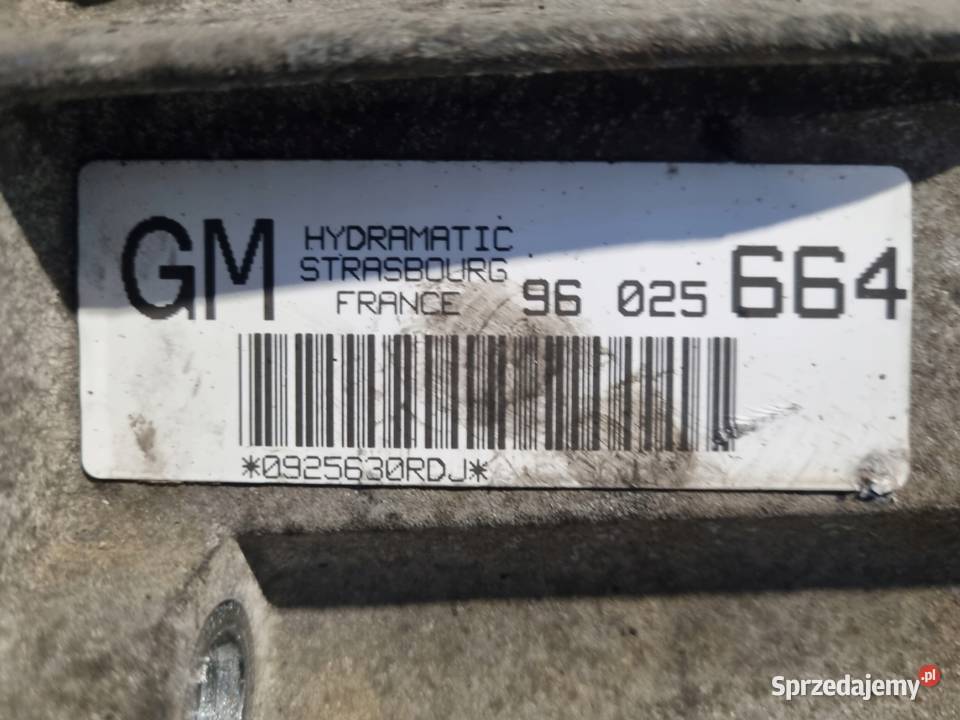 GM HYDRAMATIC
STRASBOURG
FRANCE 96 025 664
*0925630RDJ*
Sprzedajemy.pl